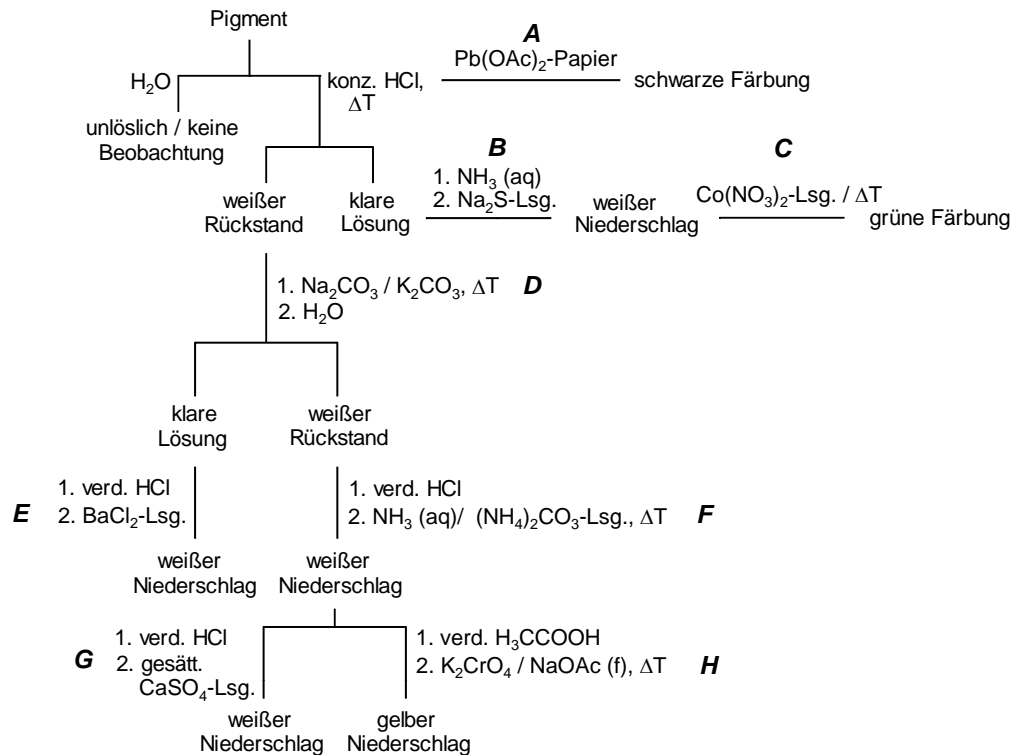 Pigment
A
Pb(OAc)2-Papier
H2O
konz. HCl,
ΔT
schwarze Färbung
unlöslich / keine
Beobachtung
B
C
weißer
Rückstand
klare
Lösung
1. NH3 (aq)
2. Na2S-Lsg.
weißer
Niederschlag
Co(NO3)2-Lsg. / ΔT
grüne Färbung
1. Na2CO3 / K2CO3, ΔT
2. H2O
D
klare
Lösung
weißer
Rückstand
E
1. verd. HCl
2. BaCl2-Lsg.
1. verd. HCl
2. NH3 (aq)/ (NH4)2CO3-Lsg., ΔT
F
weißer
Niederschlag
weißer
Niederschlag
G
1. verd. HCl
2. gesätt.
CaSO4-Lsg.
1. verd. H3CCOOH
2. K2CrO4 / NaOAc (f), ΔT
H
weißer
Niederschlag
gelber
Niederschlag